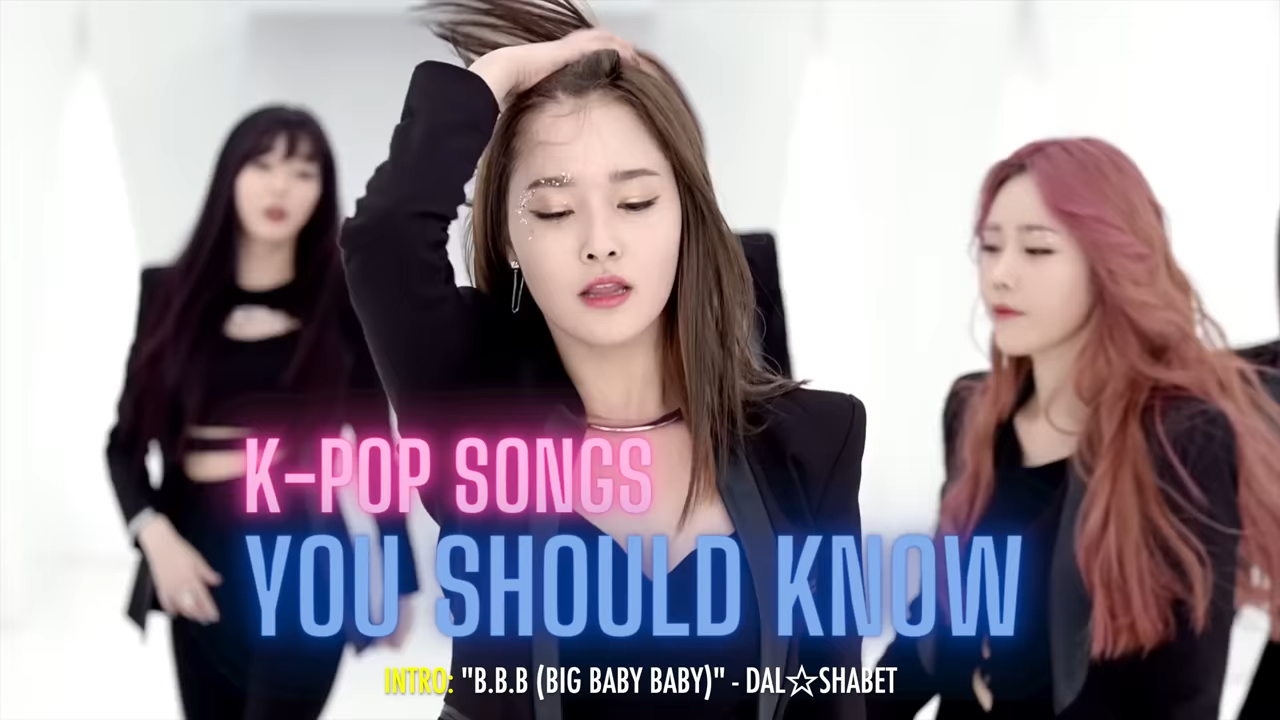 K-POP SONGS
YOU SHOULD KNOW
INTRO: "B.B.B (BIG BABY BABY)" - DAL☆SHABET